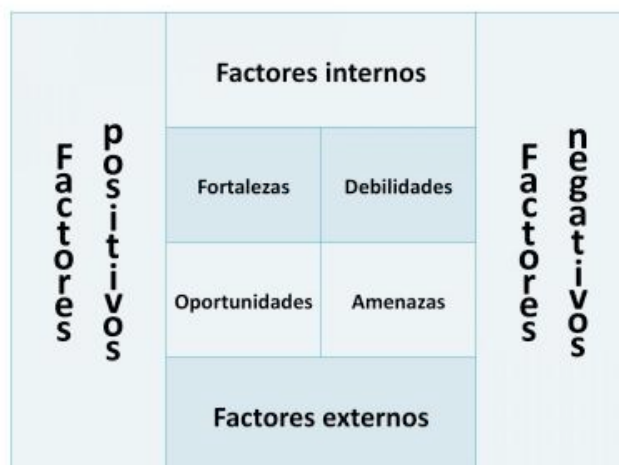 Factores internos
Factores
positivos
Fortalezas
Debilidades
Factores
negativos
Oportunidades
Amenazas
Factores externos